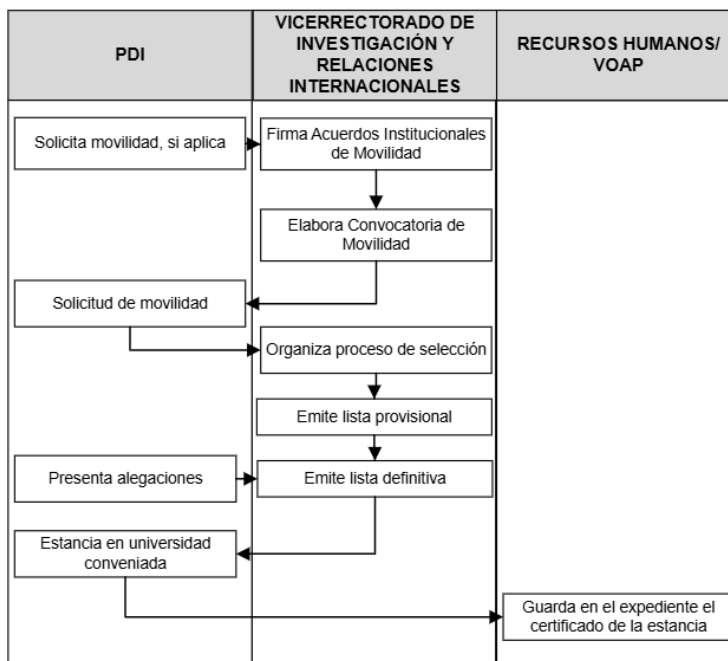 PDI
VICERRECTORADO DE
INVESTIGACIÓN Y
RELACIONES
INTERNACIONALES
RECURSOS HUMANOS/
VOAP
Solicita movilidad, si aplica
Firma Acuerdos Institucionales
de Movilidad
Elabora Convocatoria de
Movilidad
Solicitud de movilidad
Organiza proceso de selección
Emite lista provisional
Presenta alegaciones
Emite lista definitiva
Estancia en universidad
conveniada
Guarda en el expediente el
certificado de la estancia